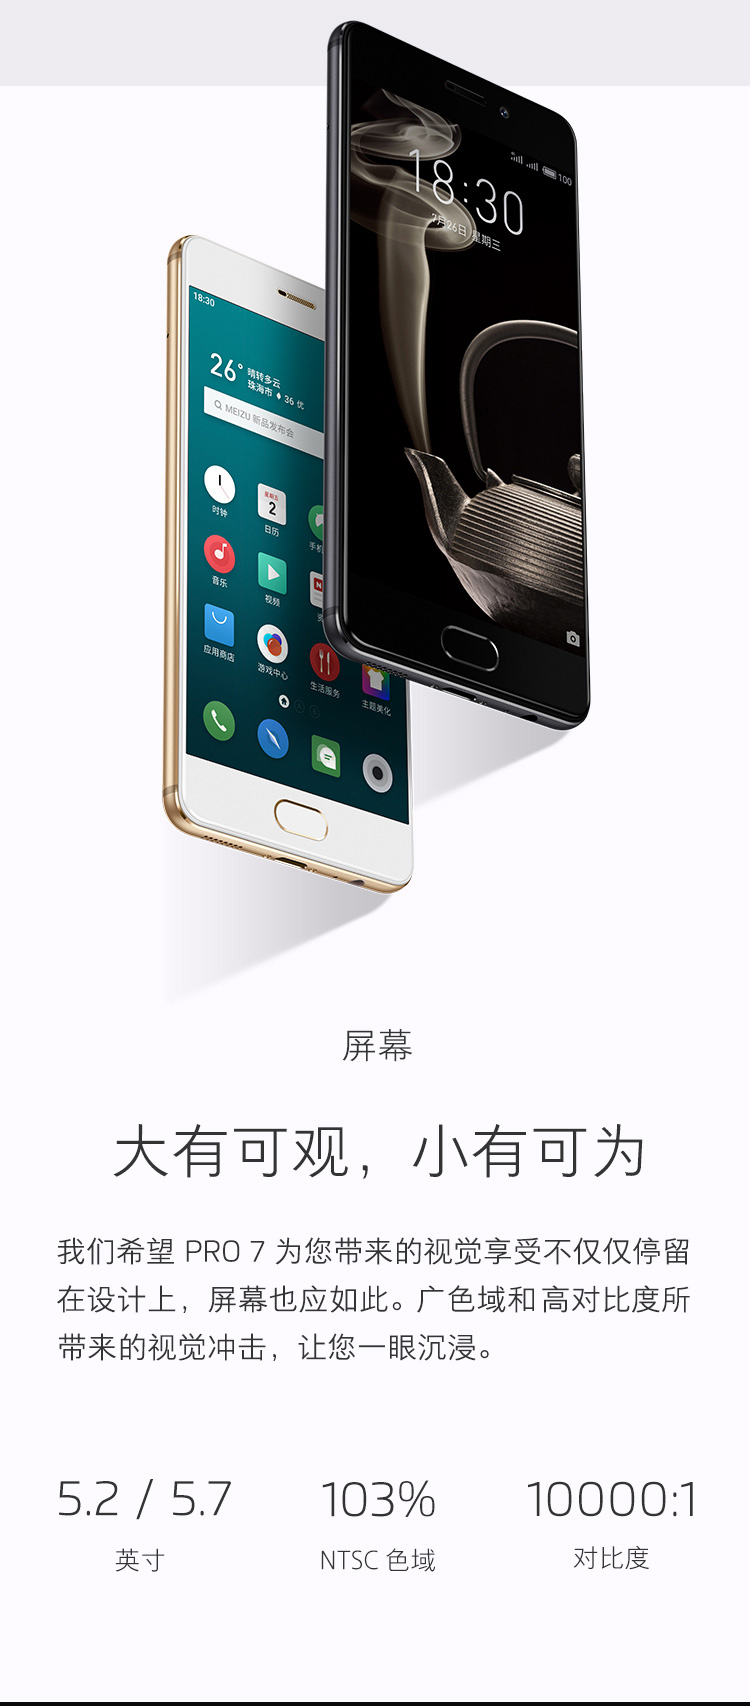 100
18:30
7月26日 星期三
18:30
26° 晴转多云
珠海市 36 优
MEIZU 新品发布会
星期五
2
时钟
日历
手机
音乐
视频
应用商店
游戏中心
生活服务
主题美化
屏幕
大有可观，小有可为
我们希望 PRO 7 为您带来的视觉享受不仅仅停留
在设计上，屏幕也应如此。广色域和高对比度所
带来的视觉冲击，让您一眼沉浸。
5.2 / 5.7
英寸
103%
NTSC 色域
10000:1
对比度